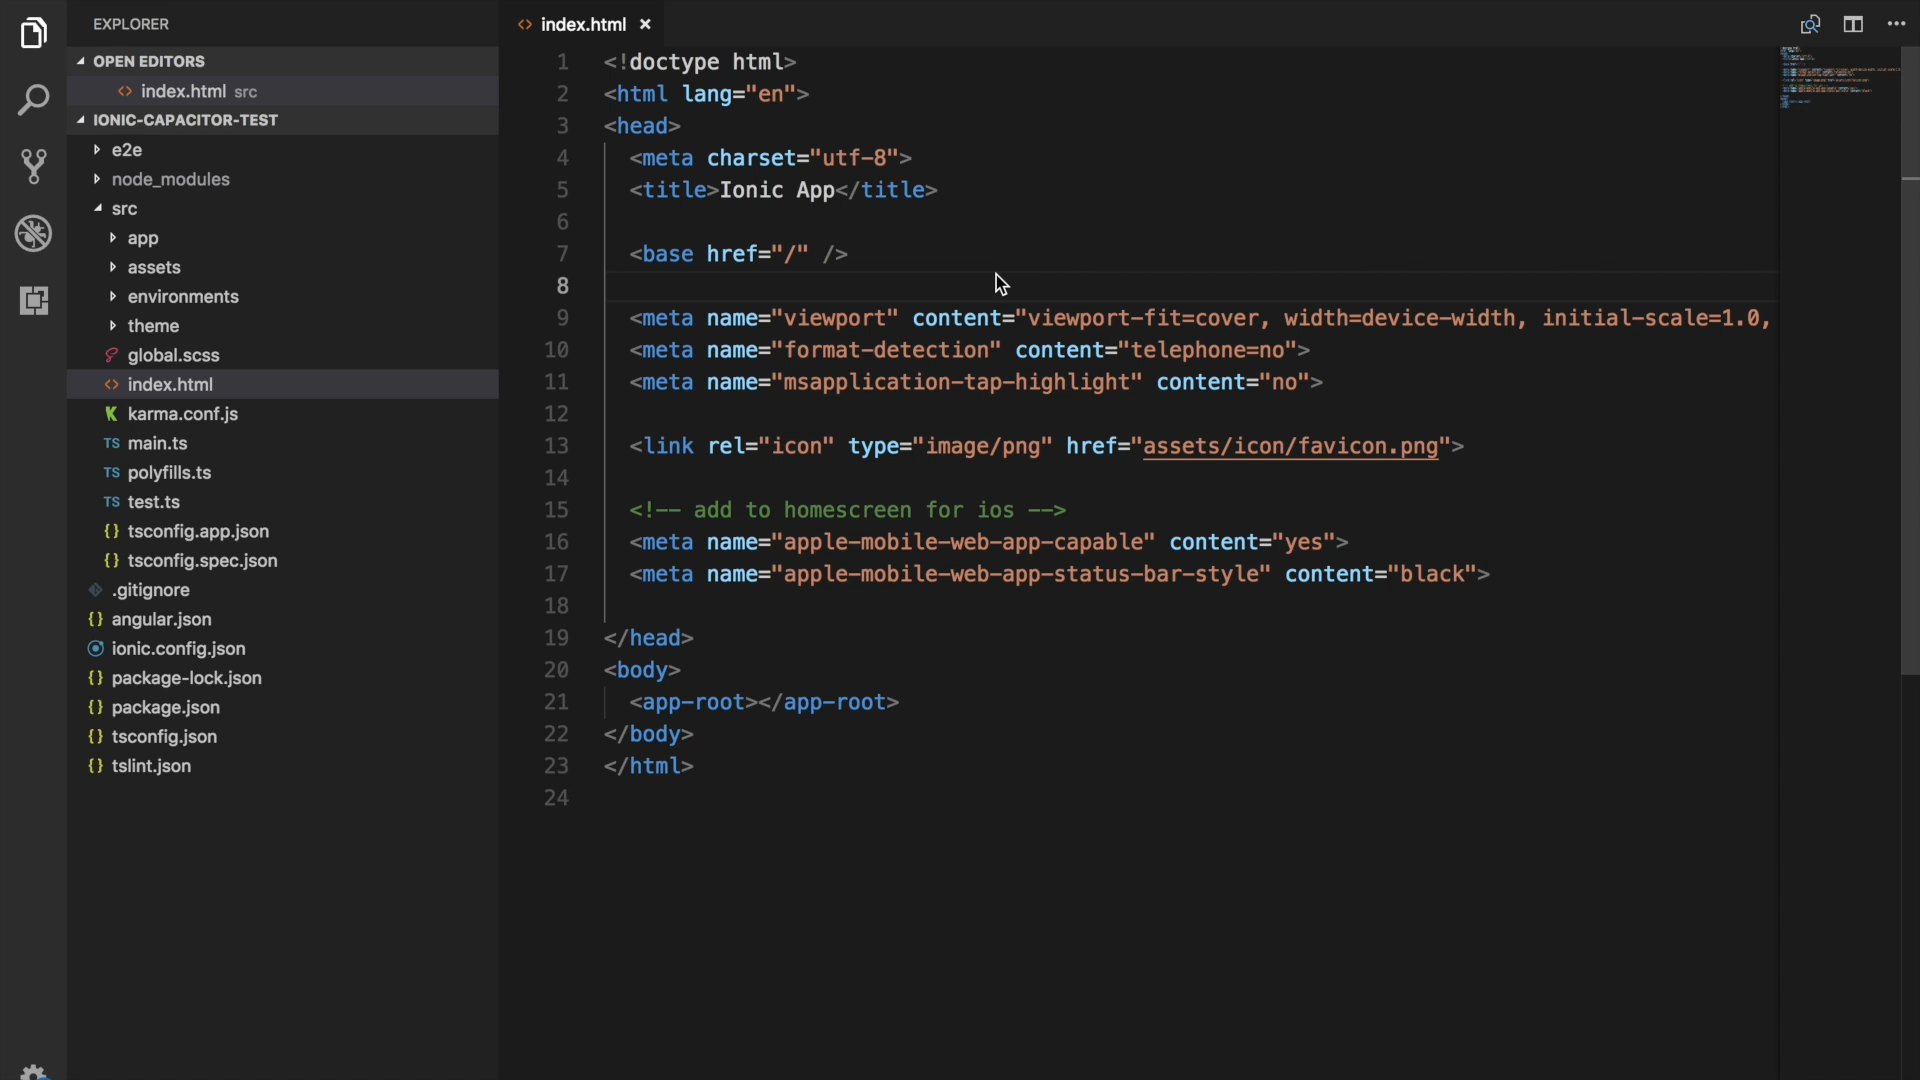 EXPLORER
OPEN EDITORS
index.html src
IONIC-CAPACITOR-TEST
e2e
node_modules
src
app
assets
environments
theme
global.scss
index.html
karma.conf.js
TS main.ts
TS polyfills.ts
TS test.ts
{} tsconfig.app.json
{} tsconfig.spec.json
.gitignore
{} angular.json
ionic.config.json
{} package-lock.json
{} package.json
{} tsconfig.json
{} tslint.json
<> index.html ×
1 <!doctype html>
2 <html lang="en">
3 <head>
4 <meta charset="utf-8">
5 <title>Ionic App</title>
6
7 <base href="/" />
8
9 <meta name="viewport" content="viewport-fit=cover, width=device-width, initial-scale=1.0,
10 <meta name="format-detection" content="telephone=no">
11 <meta name="msapplication-tap-highlight" content="no">
12
13 <link rel="icon" type="image/png" href="assets/icon/favicon.png">
14
15 <!-- add to homescreen for ios -->
16 <meta name="apple-mobile-web-app-capable" content="yes">
17 <meta name="apple-mobile-web-app-status-bar-style" content="black">
18
19 </head>
20 <body>
21 <app-root></app-root>
22 </body>
23 </html>
24